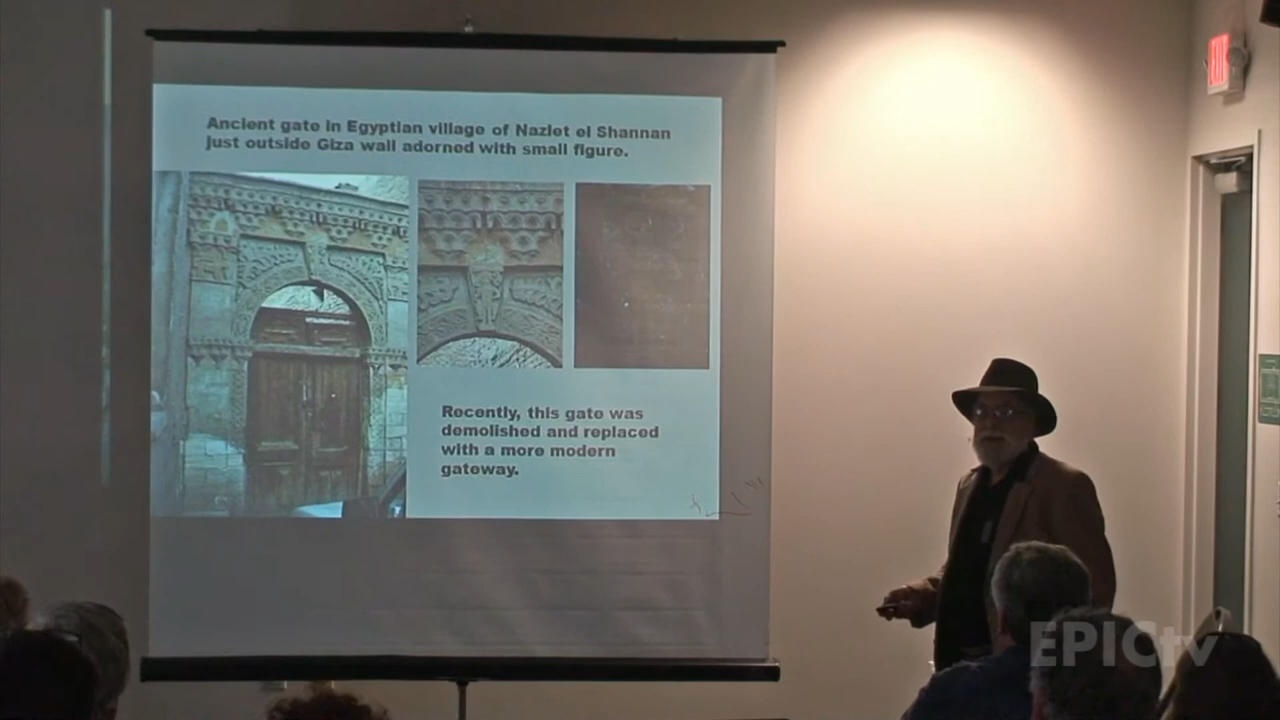 EXIT
Ancient gate in Egyptian village of Nazlet el Shannan
just outside Giza wall adorned with small figure.
Recently, this gate was
demolished and replaced
with a more modern
gateway.
EPICtv